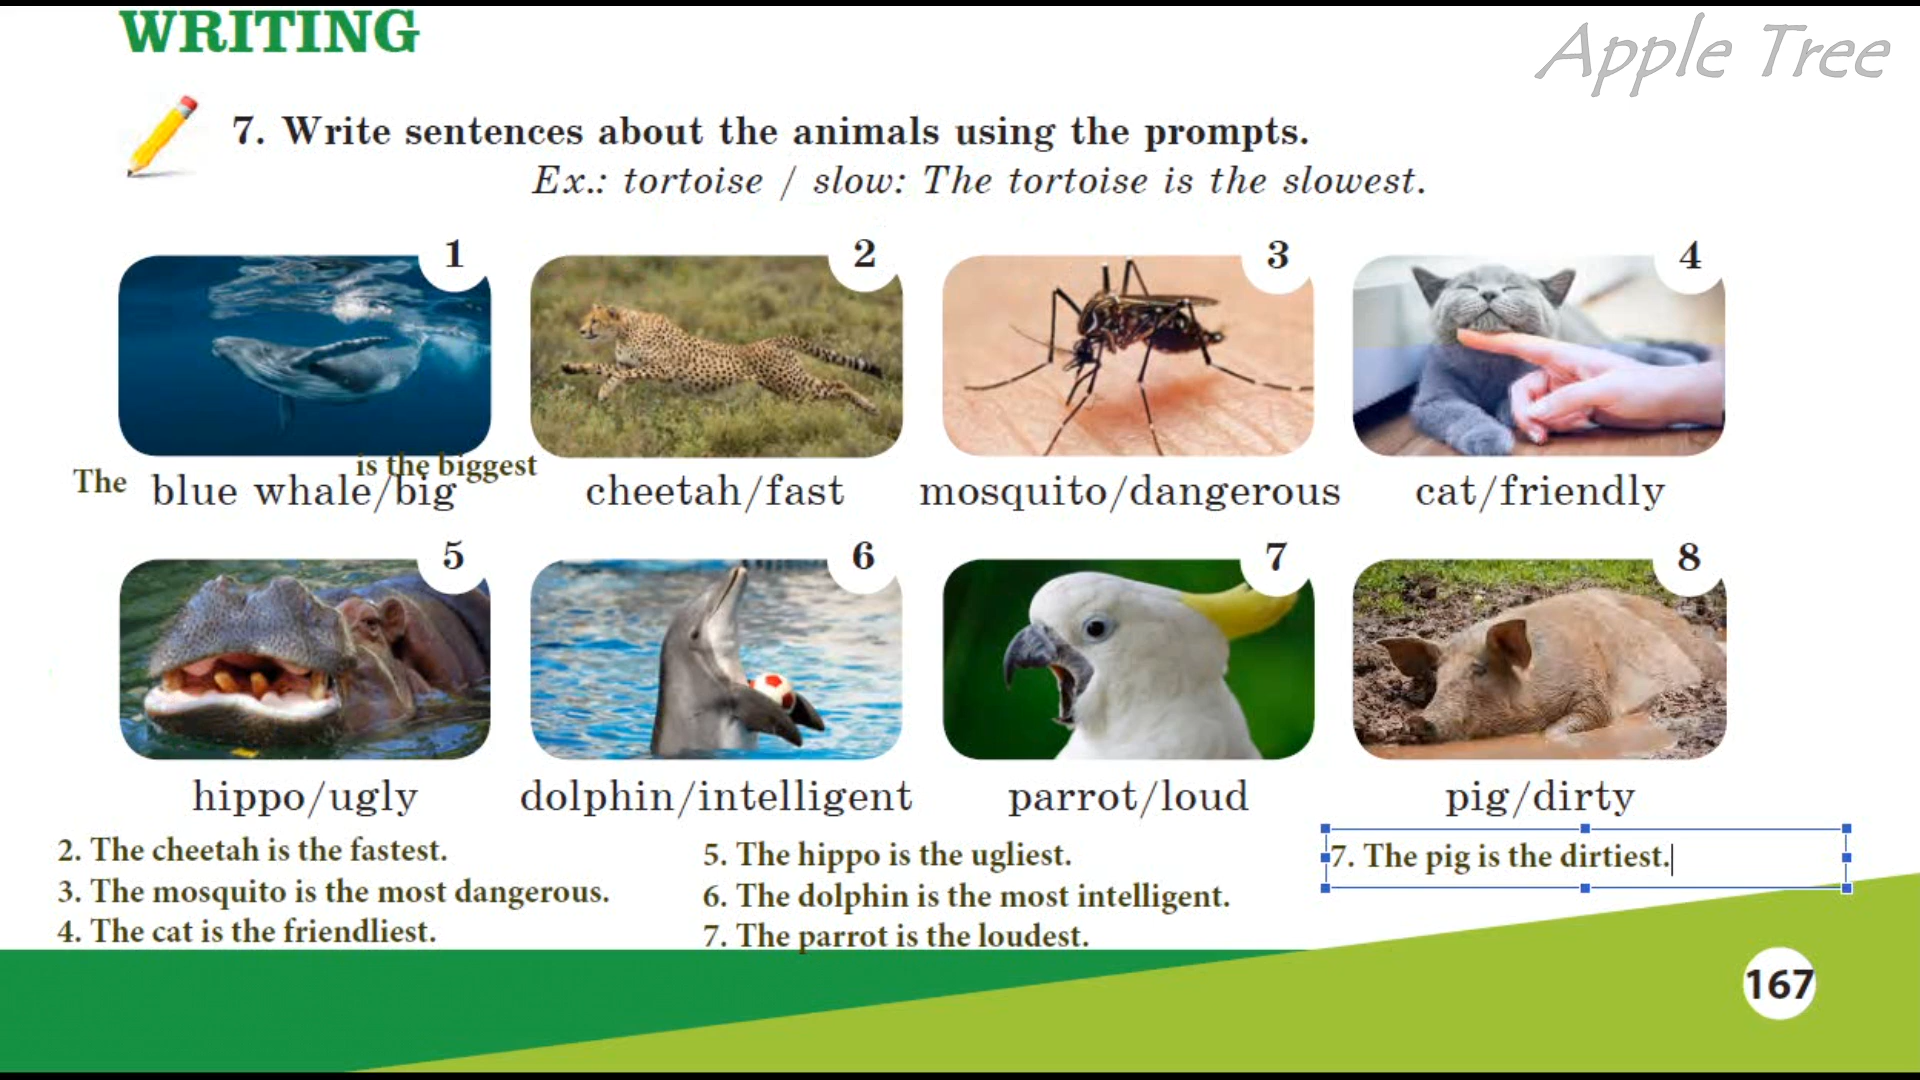 WRITING
Apple Tree
7. Write sentences about the animals using the prompts.
Ex.: tortoise / slow: The tortoise is the slowest.
1
2
3
4
The blue whale/big is the biggest
cheetah/fast
mosquito/dangerous
cat/friendly
5
6
7
8
hippo/ugly
dolphin/intelligent
parrot/loud
pig/dirty
2. The cheetah is the fastest.
3. The mosquito is the most dangerous.
4. The cat is the friendliest.
5. The hippo is the ugliest.
6. The dolphin is the most intelligent.
7. The parrot is the loudest.
7. The pig is the dirtiest.
167